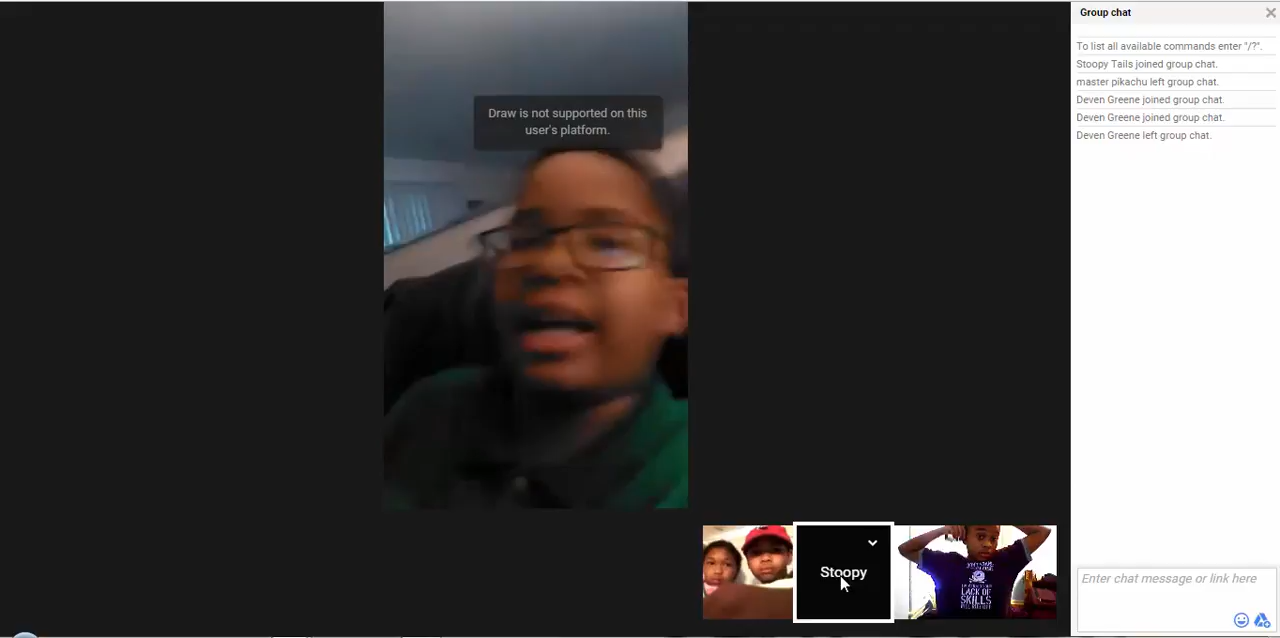 Group chat
To list all available commands enter "/?".
Stoopy Tails joined group chat.
master pikachu left group chat.
Deven Greene joined group chat.
Deven Greene joined group chat.
Deven Greene left group chat.
Draw is not supported on this
user's platform.
Stoopy
LACK OF
SKILLS
Enter chat message or link here